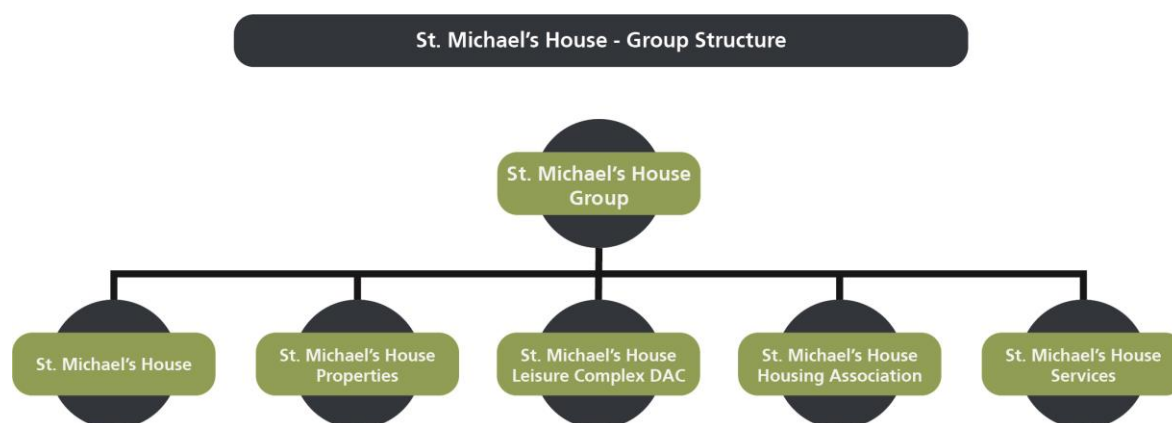 St. Michael's House - Group Structure
St. Michael's House
Group
St. Michael's House
St. Michael's House
Properties
St. Michael's House
Leisure Complex DAC
St. Michael's House
Housing Association
St. Michael's House
Services